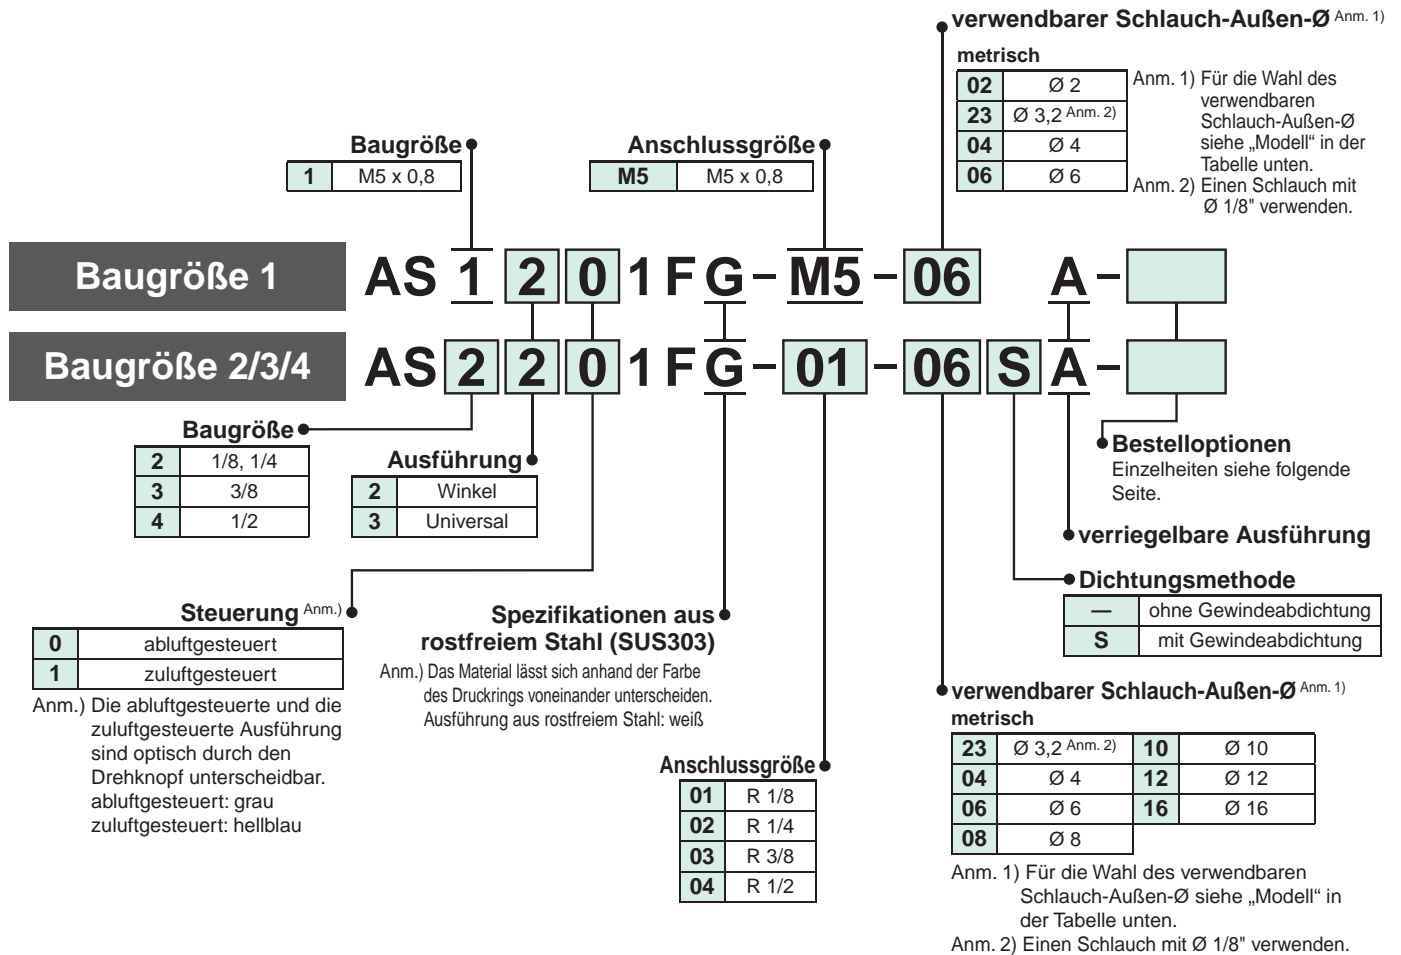 verwendbarer Schlauch-Außen-Ø Anm. 1)
metrisch
02 Ø 2
23 Ø 3,2 Anm. 2)
04 Ø 4
06 Ø 6
Anm. 1) Für die Wahl des
verwendbaren
Schlauch-Außen-Ø
siehe „Modell“ in der
Tabelle unten.
Anm. 2) Einen Schlauch mit
Ø 1/8" verwenden.
Baugröße
1 M5 x 0,8
Anschlussgröße
M5 M5 x 0,8
Baugröße 1
AS 1 2 0 1 F G – M5 – 06 A –
Baugröße 2/3/4
AS 2 2 0 1 F G – 01 – 06 S A –
Baugröße
2 1/8, 1/4
3 3/8
4 1/2
Ausführung
2 Winkel
3 Universal
Bestelloptionen
Einzelheiten siehe folgende
Seite.
verriegelbare Ausführung
Dichtungsmethode
— ohne Gewindeabdichtung
S mit Gewindeabdichtung
Steuerung Anm.)
0 abluftgesteuert
1 zuluftgesteuert
Anm.) Die abluftgesteuerte und die
zuluftgesteuerte Ausführung
sind optisch durch den
Drehknopf unterscheidbar.
abluftgesteuert: grau
zuluftgesteuert: hellblau
Spezifikationen aus
rostfreiem Stahl (SUS303)
Anm.) Das Material lässt sich anhand der Farbe
des Druckrings voneinander unterscheiden.
Ausführung aus rostfreiem Stahl: weiß
Anschlussgröße
01 R 1/8
02 R 1/4
03 R 3/8
04 R 1/2
verwendbarer Schlauch-Außen-Ø Anm. 1)
metrisch
23 Ø 3,2 Anm. 2) 10 Ø 10
04 Ø 4 12 Ø 12
06 Ø 6 16 Ø 16
08 Ø 8
Anm. 1) Für die Wahl des verwendbaren
Schlauch-Außen-Ø siehe „Modell“ in
der Tabelle unten.
Anm. 2) Einen Schlauch mit Ø 1/8" verwenden.